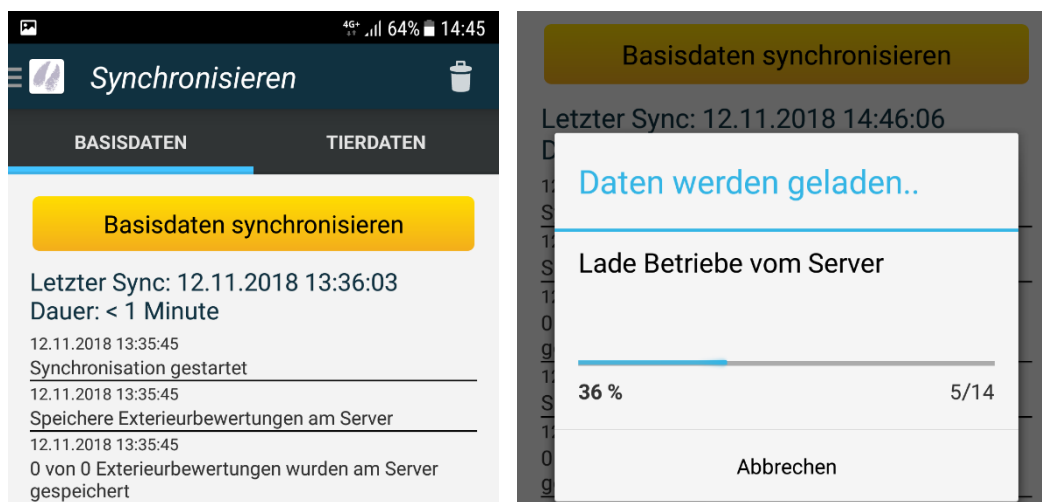 4G+ 64% 14:45
Synchronisieren
BASISDATEN TIERDATEN
Basisdaten synchronisieren
Letzter Sync: 12.11.2018 13:36:03
Dauer: < 1 Minute
12.11.2018 13:35:45
Synchronisation gestartet
12.11.2018 13:35:45
Speichere Exterieurbewertungen am Server
12.11.2018 13:35:45
0 von 0 Exterieurbewertungen wurden am Server
gespeichert
Basisdaten synchronisieren
Letzter Sync: 12.11.2018 14:46:06
Daten werden geladen..
Lade Betriebe vom Server
36 % 5/14
Abbrechen